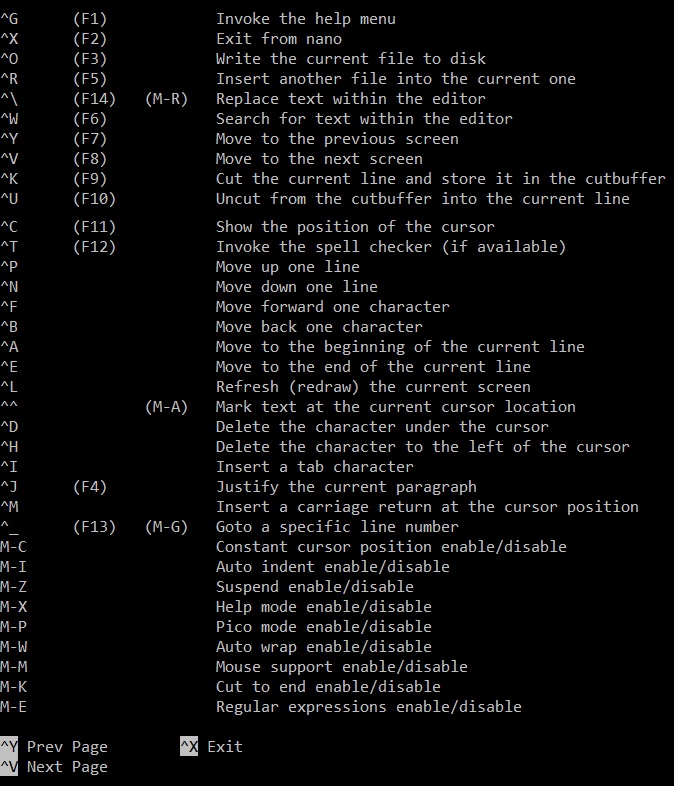 ^G      (F1)            Invoke the help menu
^X      (F2)            Exit from nano
^O      (F3)            Write the current file to disk
^R      (F5)            Insert another file into the current one
^\      (F14)   (M-R)   Replace text within the editor
^W      (F6)            Search for text within the editor
^Y      (F7)            Move to the previous screen
^V      (F8)            Move to the next screen
^K      (F9)            Cut the current line and store it in the cutbuffer
^U      (F10)           Uncut from the cutbuffer into the current line
^C      (F11)           Show the position of the cursor
^T      (F12)           Invoke the spell checker (if available)
^P                      Move up one line
^N                      Move down one line
^F                      Move forward one character
^B                      Move back one character
^A                      Move to the beginning of the current line
^E                      Move to the end of the current line
^L                      Refresh (redraw) the current screen
^^              (M-A)   Mark text at the current cursor location
^D                      Delete the character under the cursor
^H                      Delete the character to the left of the cursor
^I                      Insert a tab character
^J      (F4)            Justify the current paragraph
^M                      Insert a carriage return at the cursor position
^_      (F13)   (M-G)   Goto a specific line number
M-C                     Constant cursor position enable/disable
M-I                     Auto indent enable/disable
M-Z                     Suspend enable/disable
M-X                     Help mode enable/disable
M-P                     Pico mode enable/disable
M-W                     Auto wrap enable/disable
M-M                     Mouse support enable/disable
M-K                     Cut to end enable/disable
M-E                     Regular expressions enable/disable
^Y Prev Page        ^X Exit
^V Next Page